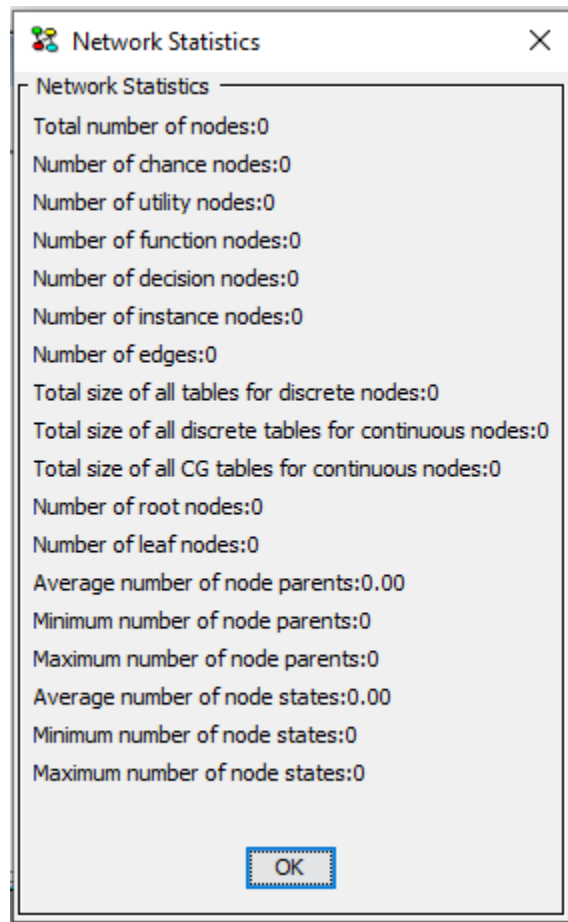 Network Statistics
Network Statistics
Total number of nodes:0
Number of chance nodes:0
Number of utility nodes:0
Number of function nodes:0
Number of decision nodes:0
Number of instance nodes:0
Number of edges:0
Total size of all tables for discrete nodes:0
Total size of all discrete tables for continuous nodes:0
Total size of all CG tables for continuous nodes:0
Number of root nodes:0
Number of leaf nodes:0
Average number of node parents:0.00
Minimum number of node parents:0
Maximum number of node parents:0
Average number of node states:0.00
Minimum number of node states:0
Maximum number of node states:0
OK